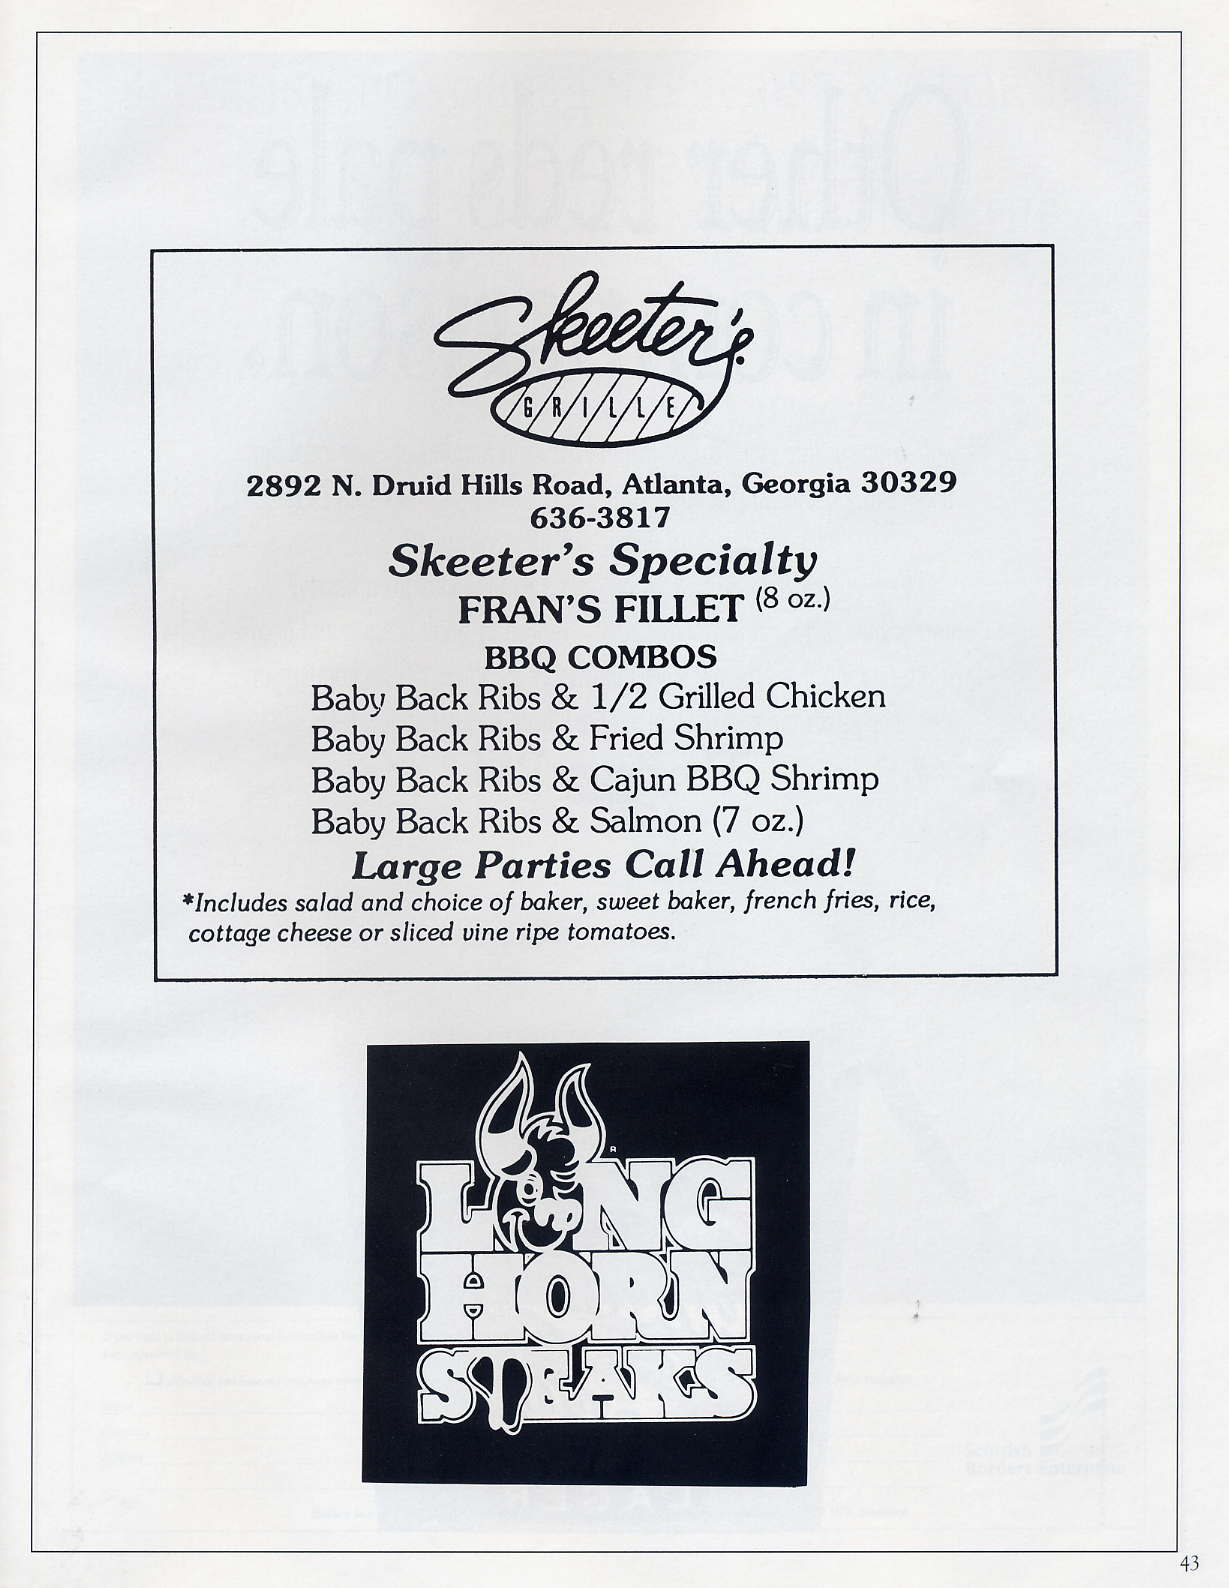 Skeeter's
GRILLE
2892 N. Druid Hills Road, Atlanta, Georgia 30329
636-3817
Skeeter's Specialty
FRAN'S FILLET (8 oz.)
BBQ COMBOS
Baby Back Ribs & 1/2 Grilled Chicken
Baby Back Ribs & Fried Shrimp
Baby Back Ribs & Cajun BBQ Shrimp
Baby Back Ribs & Salmon (7 oz.)
Large Parties Call Ahead!
*Includes salad and choice of baker, sweet baker, french fries, rice,
cottage cheese or sliced vine ripe tomatoes.
LONG
HORN
STEAKS
43